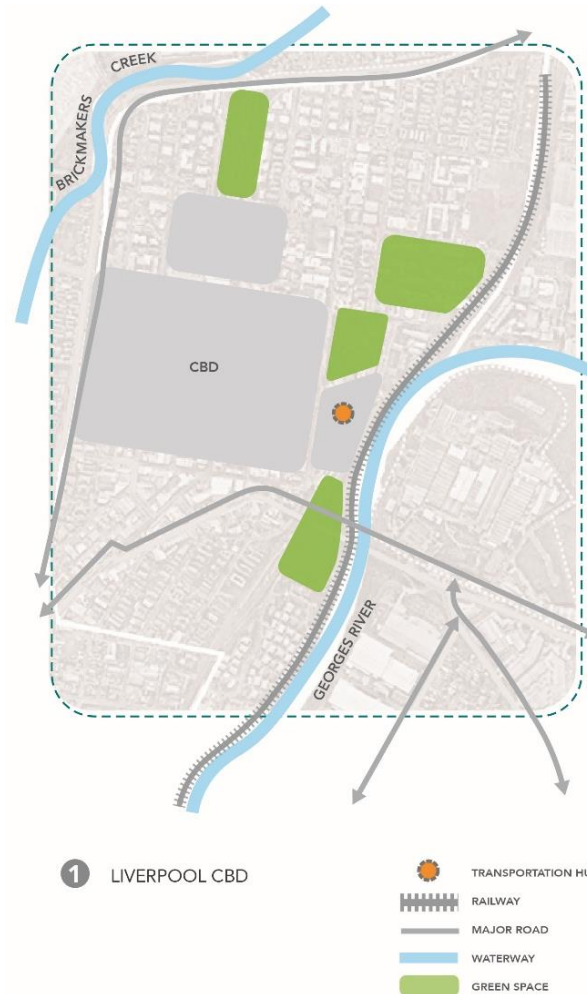 CREEK
BRICKMAKERS
CBD
GEORGES RIVER
1 LIVERPOOL CBD
TRANSPORTATION HU
RAILWAY
MAJOR ROAD
WATERWAY
GREEN SPACE